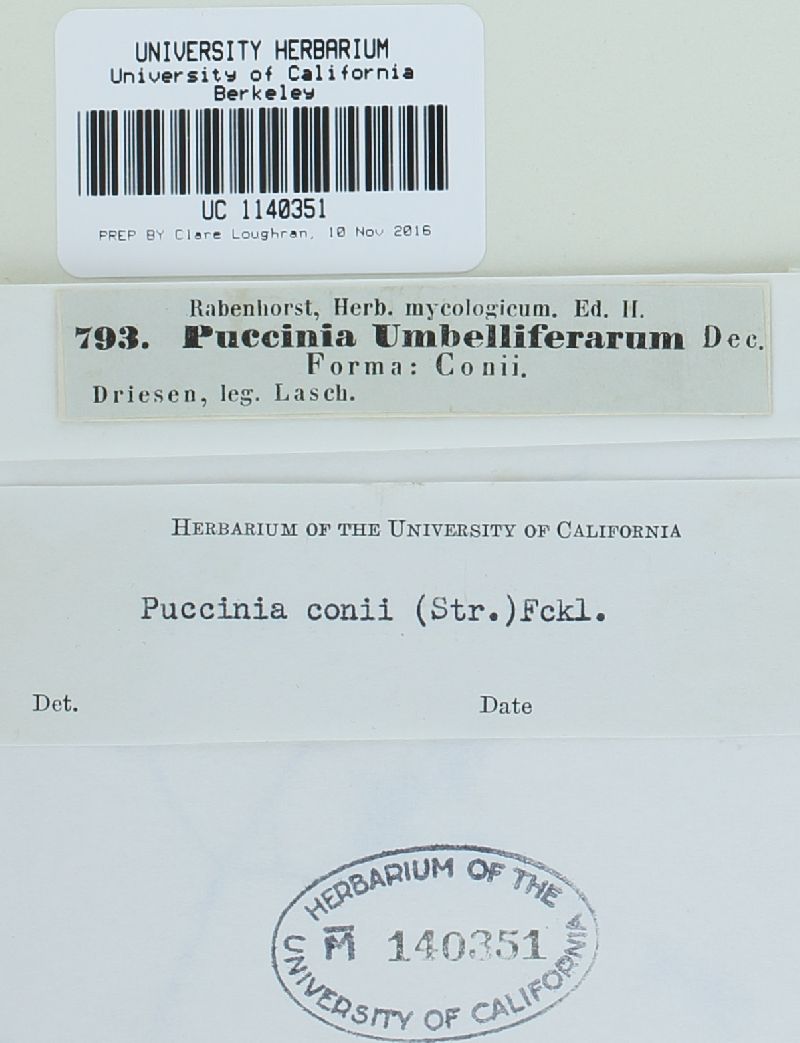 UNIVERSITY HERBARIUM
University of California
Berkeley
UC 1140351
PREP BY Clare Loughran, 10 Nov 2016
Rabenhorst, Herb. mycologicum. Ed. II.
793. Puccinia Umbelliferarum Dec.
Forma: Conii.
Driesen, leg. Lasch.
HERBARIUM OF THE UNIVERSITY OF CALIFORNIA
Puccinia conii (Str.)Fckl.
Det. Date
HERBARIUM OF THE
M̅ 140351
UNIVERSITY OF CALIFORNIA